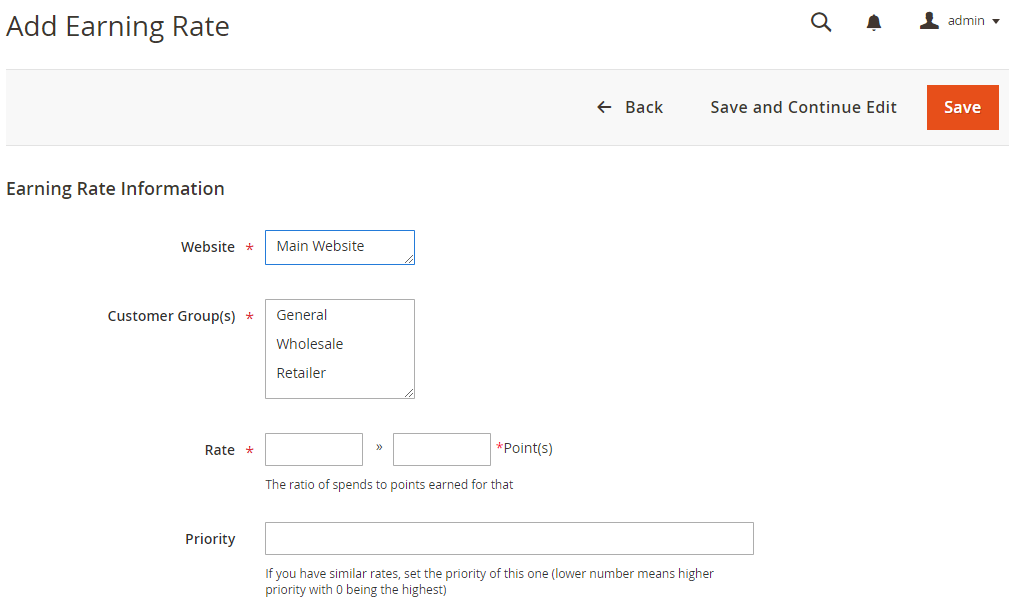 Add Earning Rate
admin
← Back
Save and Continue Edit
Save
Earning Rate Information
Website *
Main Website
Customer Group(s) *
General
Wholesale
Retailer
Rate *
» *Point(s)
The ratio of spends to points earned for that
Priority
If you have similar rates, set the priority of this one (lower number means higher
priority with 0 being the highest)